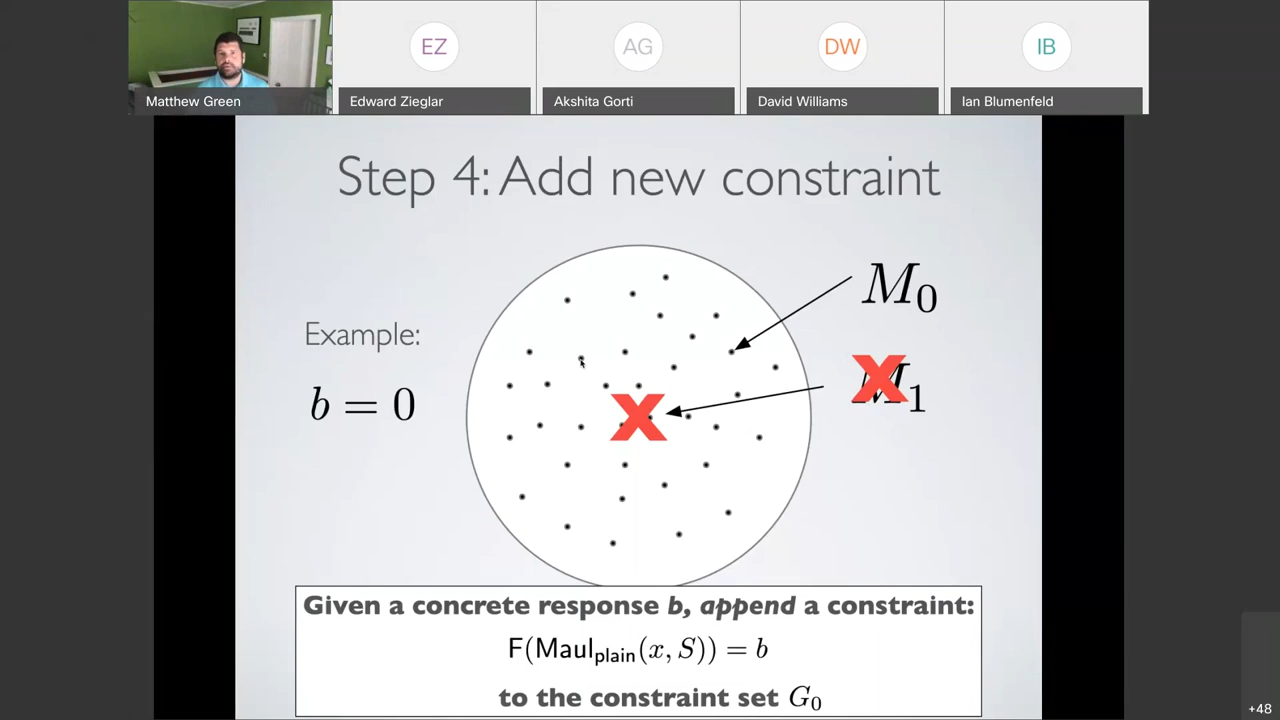 EZ
AG
DW
IB
Matthew Green
Edward Zieglar
Akshita Gorti
David Williams
Ian Blumenfeld
Step 4: Add new constraint
M₀
Example:
X
M₁
b = 0
X
Given a concrete response b, append a constraint:
F(Maul_plain(x, S)) = b
to the constraint set G₀
+48